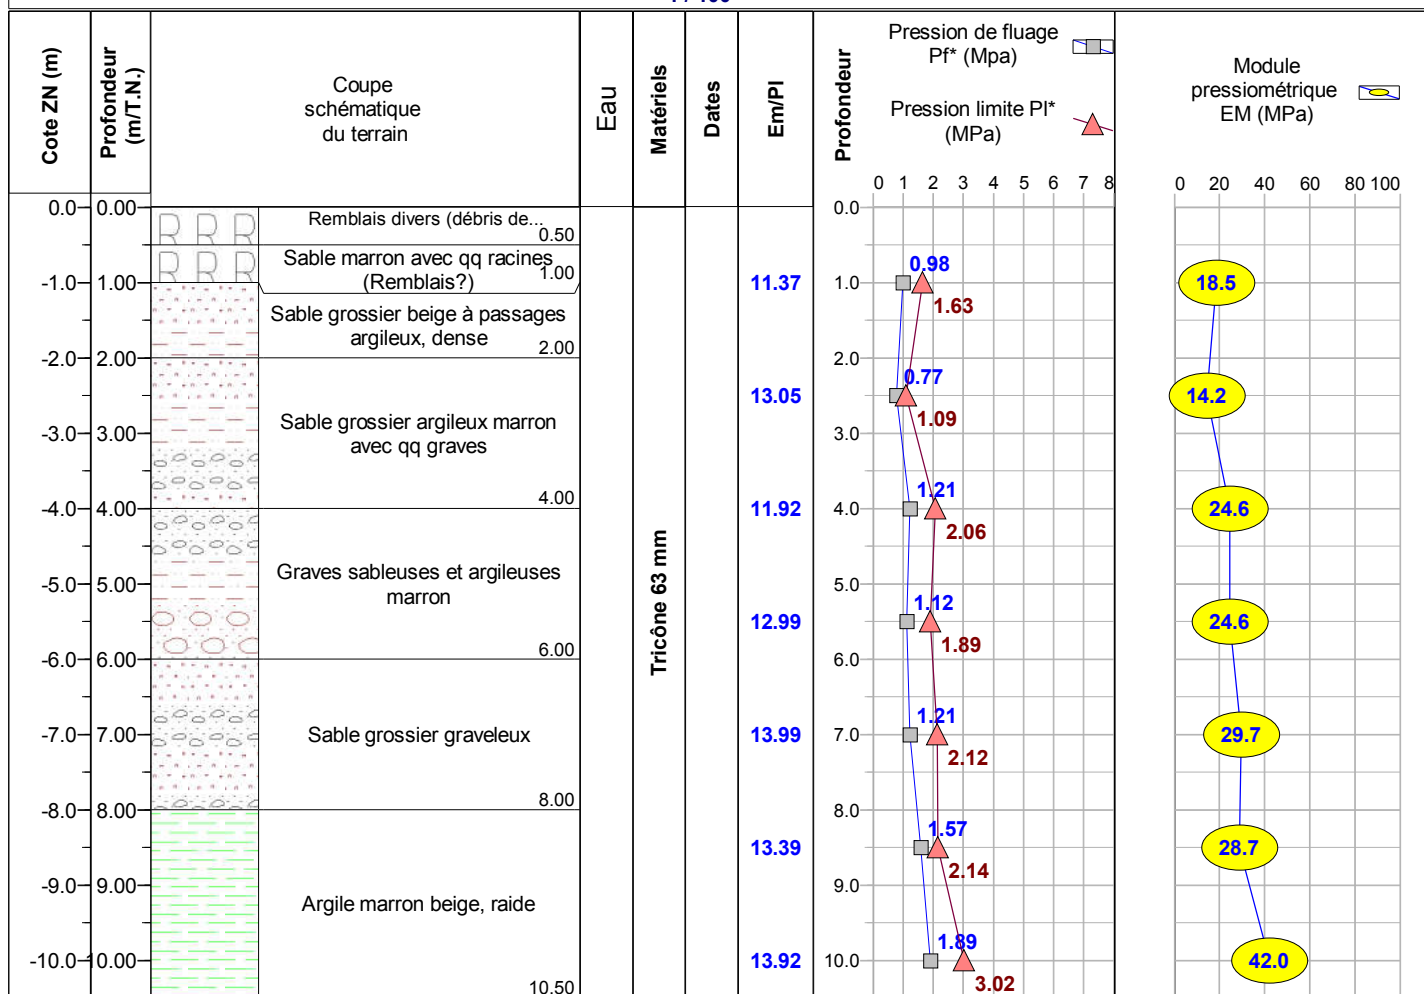 Cote ZN (m)
Profondeur
(m/T.N.)
Coupe
schématique
du terrain
Eau
Matériels
Dates
Em/Pl
Profondeur
Pression de fluage
Pf* (Mpa)
Pression limite Pl*
(MPa)
0 1 2 3 4 5 6 7 8
Module
pressiométrique
EM (MPa)
0 20 40 60 80 100
0.0 0.00
Remblais divers (débris de...
0.50
Sable marron avec qq racines
(Remblais?)
1.00
-1.0 1.00
Sable grossier beige à passages
argileux, dense
2.00
-2.0 2.00
Sable grossier argileux marron
avec qq graves
-3.0 3.00
4.00
-4.0 4.00
Graves sableuses et argileuses
marron
-5.0 5.00
6.00
-6.0 6.00
Sable grossier graveleux
-7.0 7.00
8.00
-8.0 8.00
Argile marron beige, raide
-9.0 9.00
-10.0 10.00
10.50
Tricône 63 mm
11.37
13.05
11.92
12.99
13.99
13.39
13.92
0.0
1.0
2.0
3.0
4.0
5.0
6.0
7.0
8.0
9.0
10.0
0.98
1.63
0.77
1.09
1.21
2.06
1.12
1.89
1.21
2.12
1.57
2.14
1.89
3.02
18.5
14.2
24.6
24.6
29.7
28.7
42.0